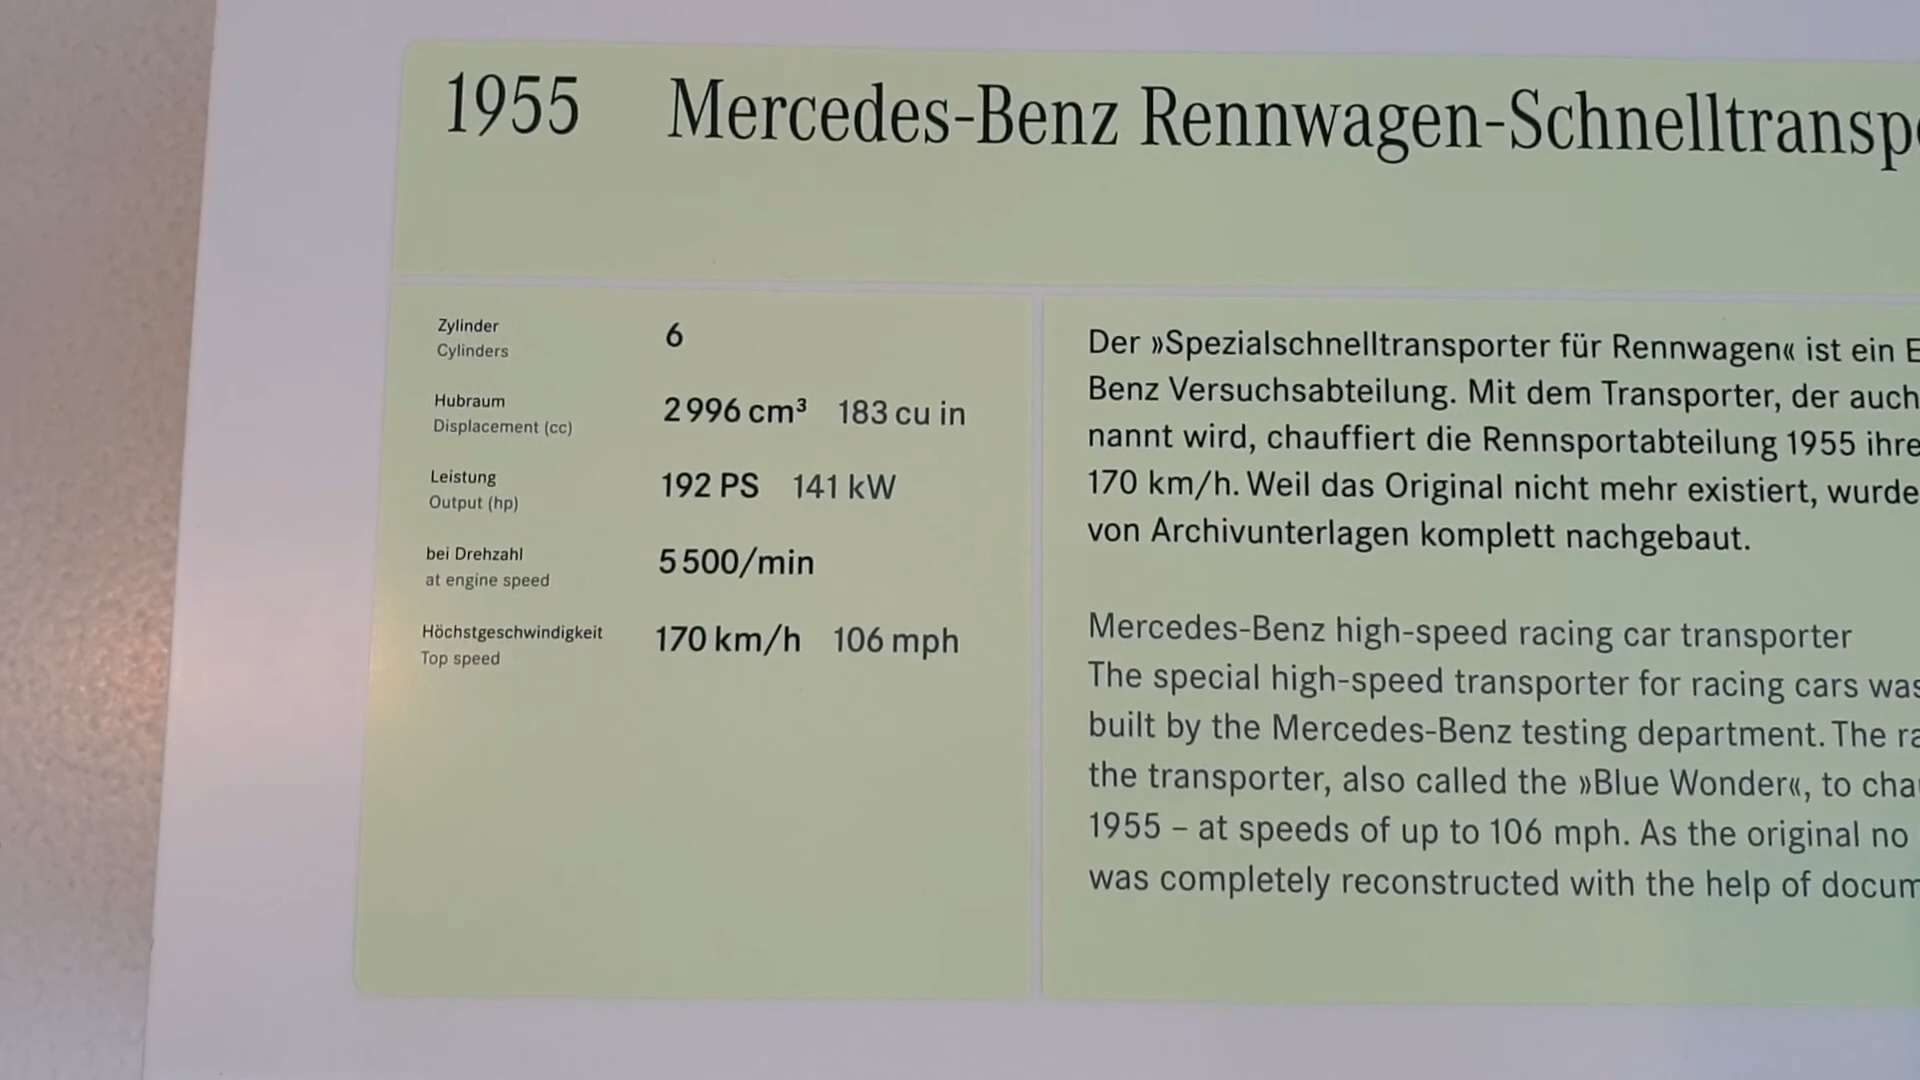 1955 Mercedes-Benz Rennwagen-Schnelltransp
Zylinder
Cylinders
6
Hubraum
Displacement (cc)
2 996 cm³ 183 cu in
Leistung
Output (hp)
192 PS 141 kW
bei Drehzahl
at engine speed
5 500/min
Höchstgeschwindigkeit
Top speed
170 km/h 106 mph
Der »Spezialschnelltransporter für Rennwagen« ist ein E
Benz Versuchsabteilung. Mit dem Transporter, der auch
nannt wird, chauffiert die Rennsportabteilung 1955 ihre
170 km/h. Weil das Original nicht mehr existiert, wurde
von Archivunterlagen komplett nachgebaut.
Mercedes-Benz high-speed racing car transporter
The special high-speed transporter for racing cars was
built by the Mercedes-Benz testing department. The ra
the transporter, also called the »Blue Wonder«, to cha
1955 – at speeds of up to 106 mph. As the original no
was completely reconstructed with the help of docum